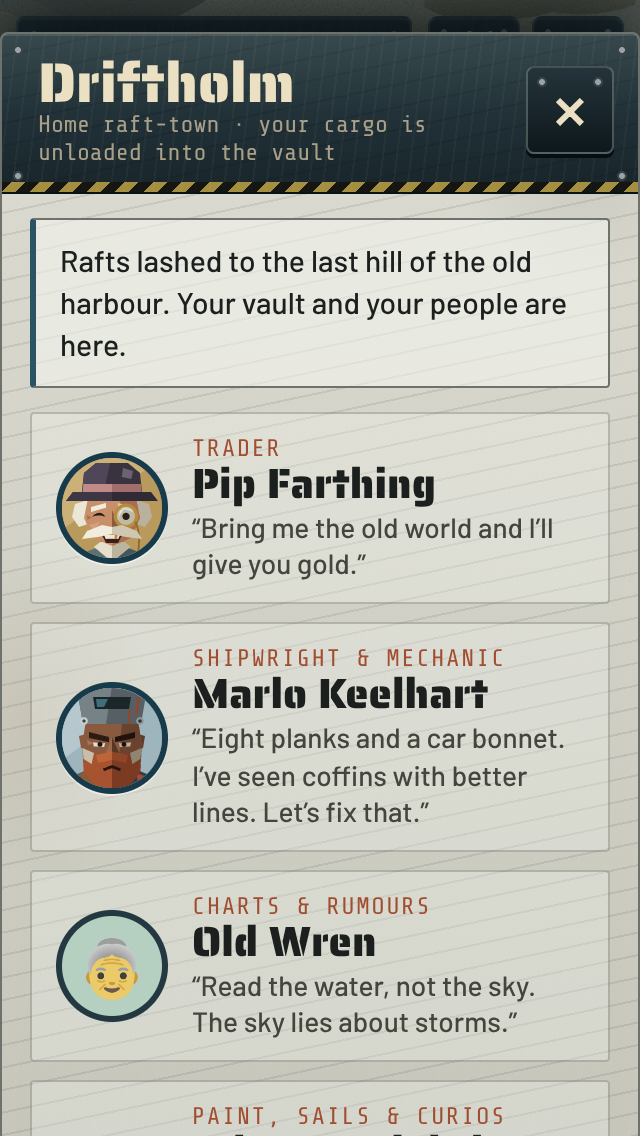 Driftholm
Home raft-town · your cargo is
unloaded into the vault
Rafts lashed to the last hill of the old
harbour. Your vault and your people are
here.
TRADER
Pip Farthing
“Bring me the old world and I’ll
give you gold.”
SHIPWRIGHT & MECHANIC
Marlo Keelhart
“Eight planks and a car bonnet.
I’ve seen coffins with better
lines. Let’s fix that.”
CHARTS & RUMOURS
Old Wren
“Read the water, not the sky.
The sky lies about storms.”
PAINT, SAILS & CURIOS